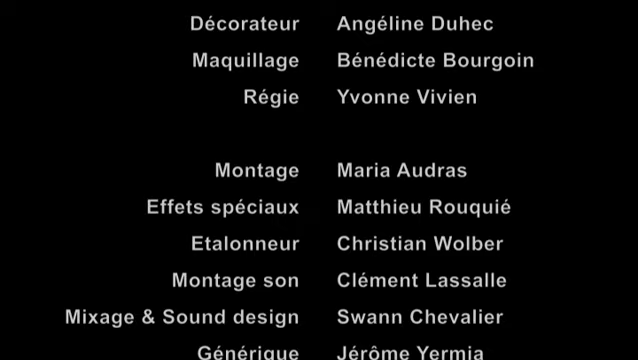 Décorateur Angéline Duhec
Maquillage Bénédicte Bourgoin
Régie Yvonne Vivien
Montage Maria Audras
Effets spéciaux Matthieu Rouquié
Etalonneur Christian Wolber
Montage son Clément Lassalle
Mixage & Sound design Swann Chevalier
Générique Jérôme Yermia